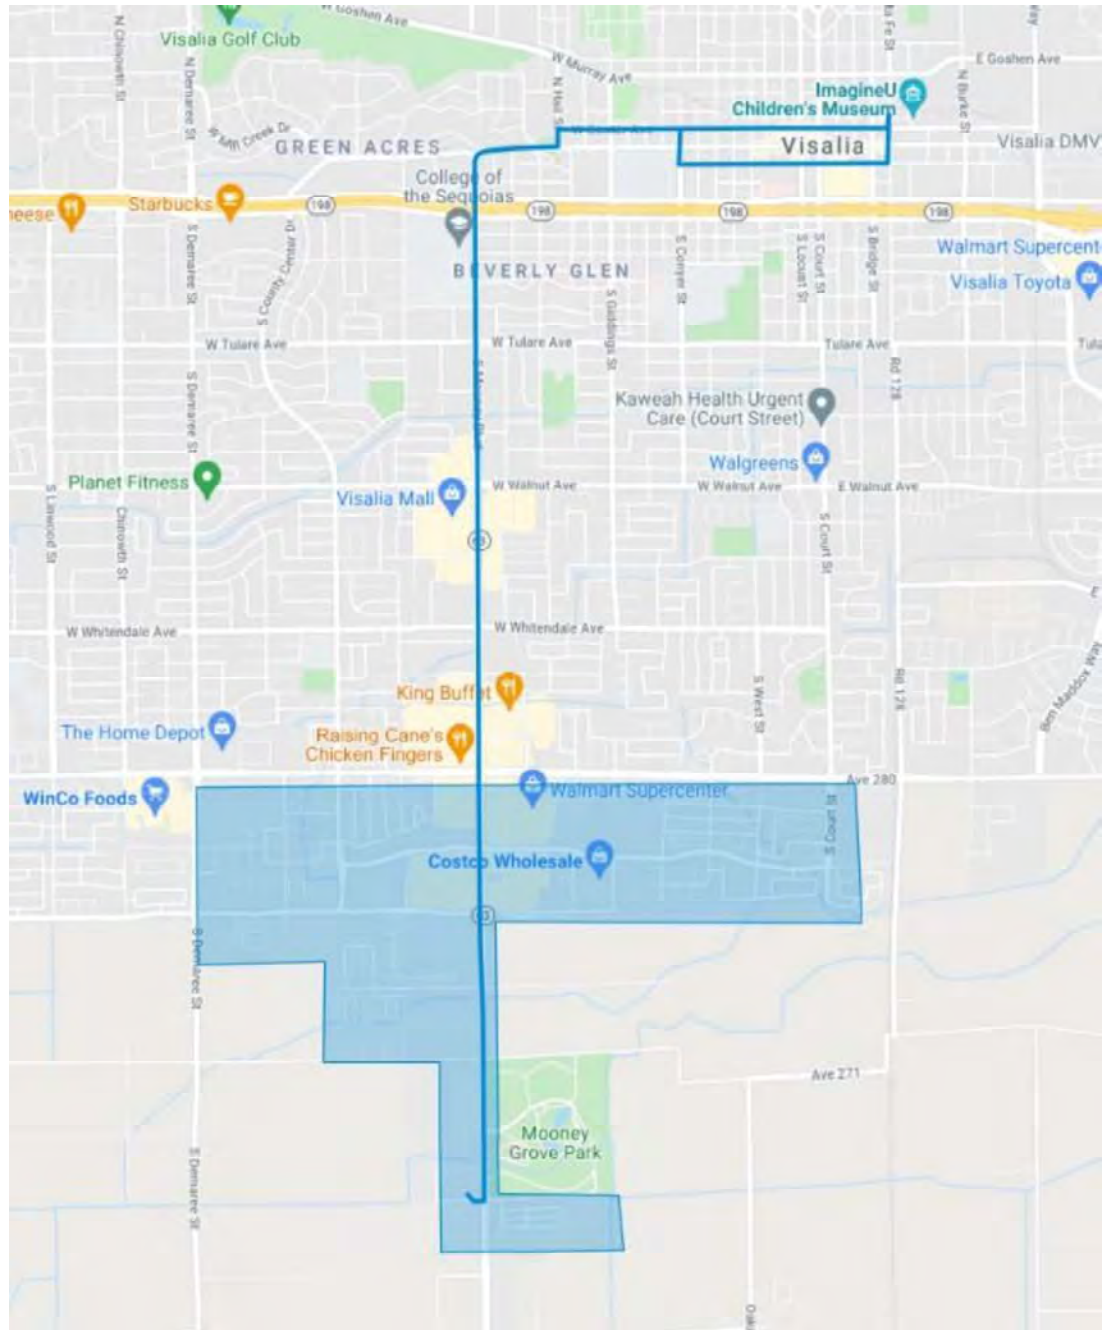 W Goshen Ave
Visalia Golf Club
N Chinowth St
N Demaree St
W Murray Ave
N Hall St
E Goshen Ave
N Burke St
ImagineU
Children's Museum
W Mill Creek Dr
GREEN ACRES
Visalia
Visalia DMV
College of
the Sequoias
Starbucks
198
198
198
198
S Demaree St
S County Center Dr
BEVERLY GLEN
S Conyer St
S Locust St
S Court St
S Bridge St
Walmart Supercent
Visalia Toyota
W Tulare Ave
W Tulare Ave
S Giddings St
Tulare Ave
Rd 128
S Demaree St
Kaweah Health Urgent
Care (Court Street)
Walgreens
Planet Fitness
Visalia Mall
W Walnut Ave
W Walnut Ave
E Walnut Ave
S Linwood St
Chinowth St
S Court St
63
W Whitendale Ave
W Whitendale Ave
King Buffet
S West St
Rd 128
Ben Maddox Way
The Home Depot
Raising Cane's
Chicken Fingers
WinCo Foods
Walmart Supercenter
Ave 280
S Court St
Costco Wholesale
63
S Demaree St
Ave 271
Mooney
Grove Park
S Demaree St